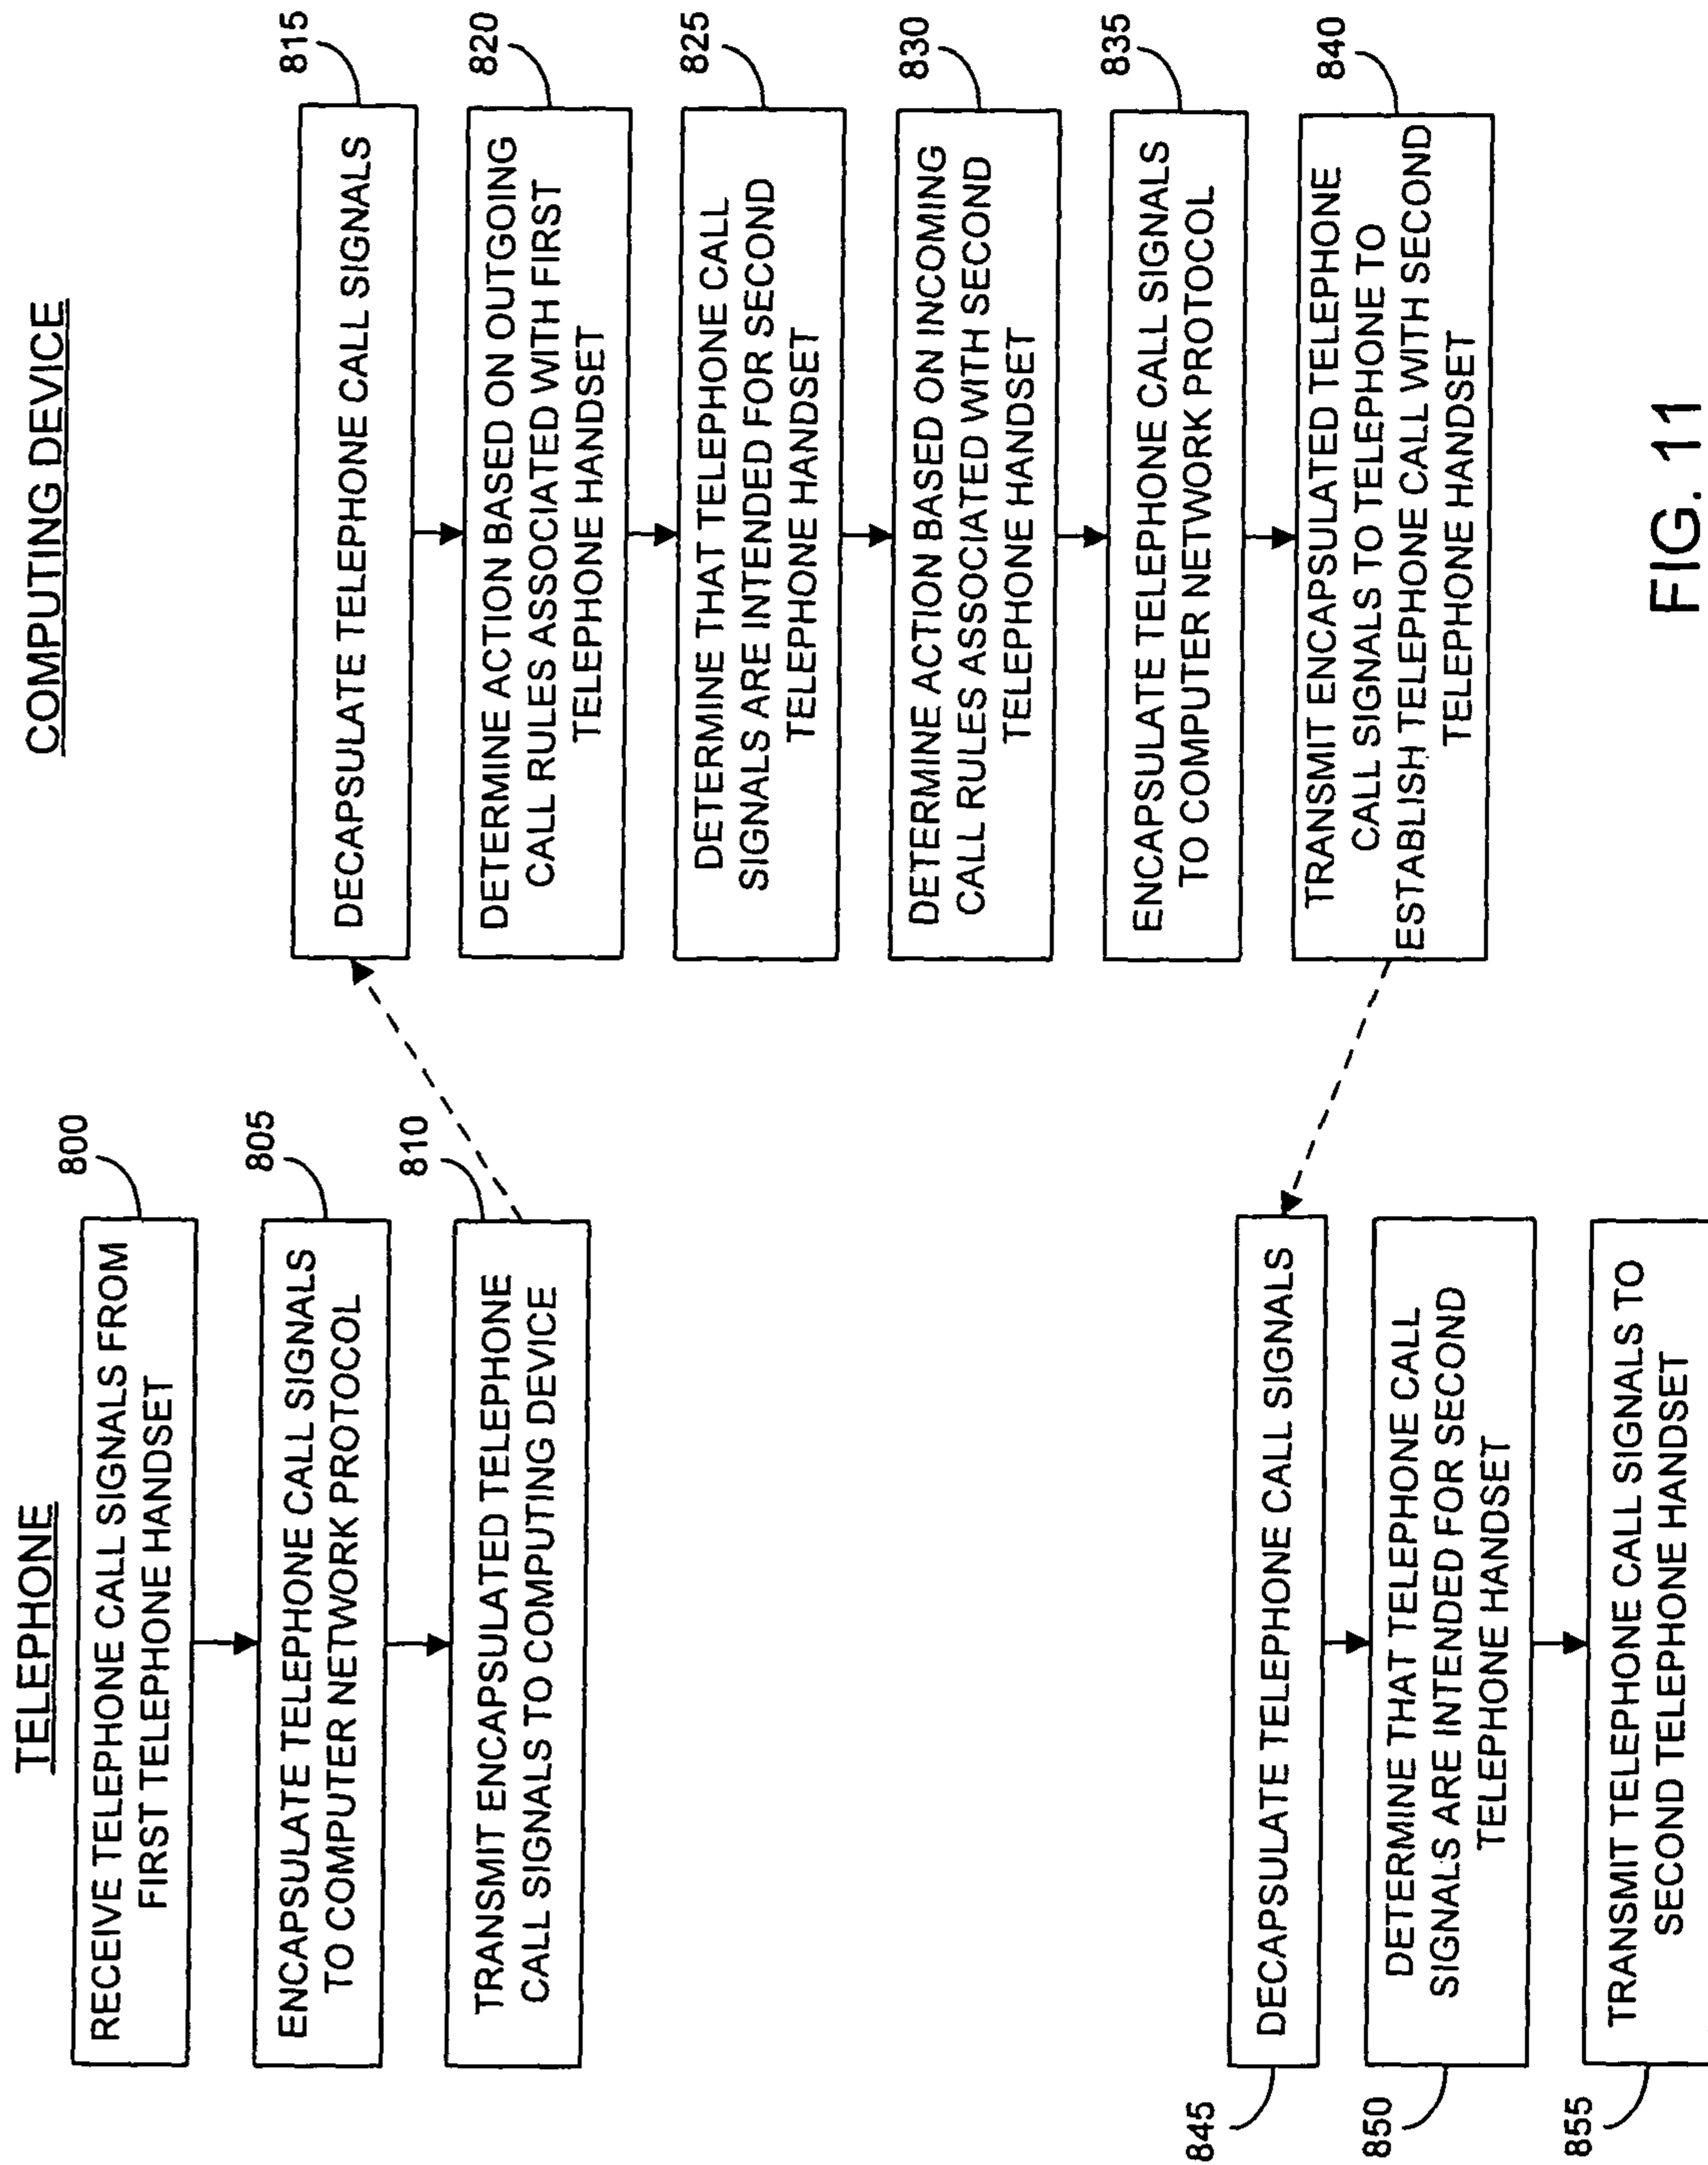 TELEPHONE
800
RECEIVE TELEPHONE CALL SIGNALS FROM
FIRST TELEPHONE HANDSET
805
ENCAPSULATE TELEPHONE CALL SIGNALS
TO COMPUTER NETWORK PROTOCOL
810
TRANSMIT ENCAPSULATED TELEPHONE
CALL SIGNALS TO COMPUTING DEVICE
COMPUTING DEVICE
815
DECAPSULATE TELEPHONE CALL SIGNALS
820
DETERMINE ACTION BASED ON OUTGOING
CALL RULES ASSOCIATED WITH FIRST
TELEPHONE HANDSET
825
DETERMINE THAT TELEPHONE CALL
SIGNALS ARE INTENDED FOR SECOND
TELEPHONE HANDSET
830
DETERMINE ACTION BASED ON INCOMING
CALL RULES ASSOCIATED WITH SECOND
TELEPHONE HANDSET
835
ENCAPSULATE TELEPHONE CALL SIGNALS
TO COMPUTER NETWORK PROTOCOL
840
TRANSMIT ENCAPSULATED TELEPHONE
CALL SIGNALS TO TELEPHONE TO
ESTABLISH TELEPHONE CALL WITH SECOND
TELEPHONE HANDSET
845
DECAPSULATE TELEPHONE CALL SIGNALS
850
DETERMINE THAT TELEPHONE CALL
SIGNALS ARE INTENDED FOR SECOND
TELEPHONE HANDSET
855
TRANSMIT TELEPHONE CALL SIGNALS TO
SECOND TELEPHONE HANDSET
FIG. 11